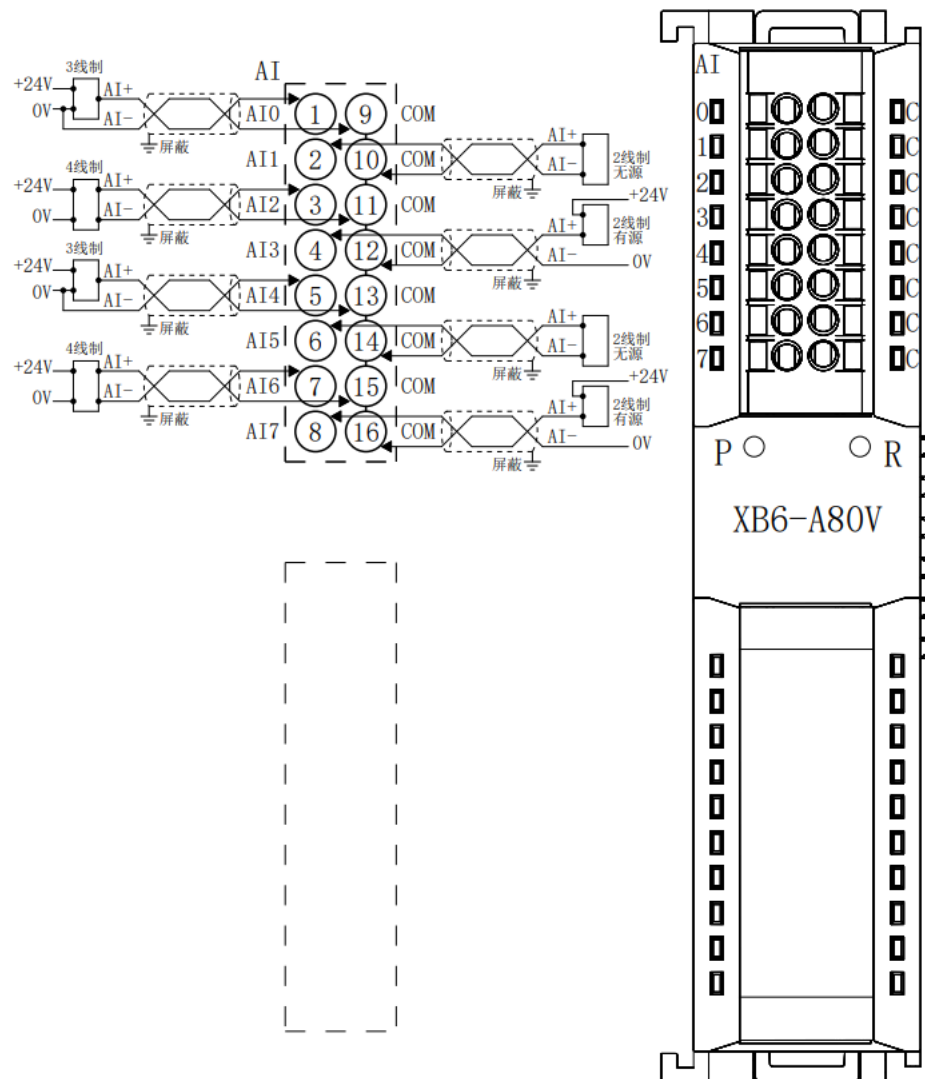 AI
3线制
+24V
AI+
0V
AI-
屏蔽
AI0
1
9
COM
AI1
2
10
AI+
AI-
2线制
无源
屏蔽
4线制
+24V
AI+
0V
AI-
屏蔽
AI2
3
11
COM
+24V
AI3
4
12
COM
AI+
AI-
2线制
有源
0V
屏蔽
3线制
+24V
AI+
0V
AI-
屏蔽
AI4
5
13
COM
AI5
6
14
AI+
AI-
2线制
无源
屏蔽
4线制
+24V
AI+
0V
AI-
屏蔽
AI6
7
15
COM
+24V
AI7
8
16
COM
AI+
AI-
2线制
有源
0V
屏蔽
AI
0 C
1
2
3 C
4
5 C
6 C
7 C
P R
XB6-A80V